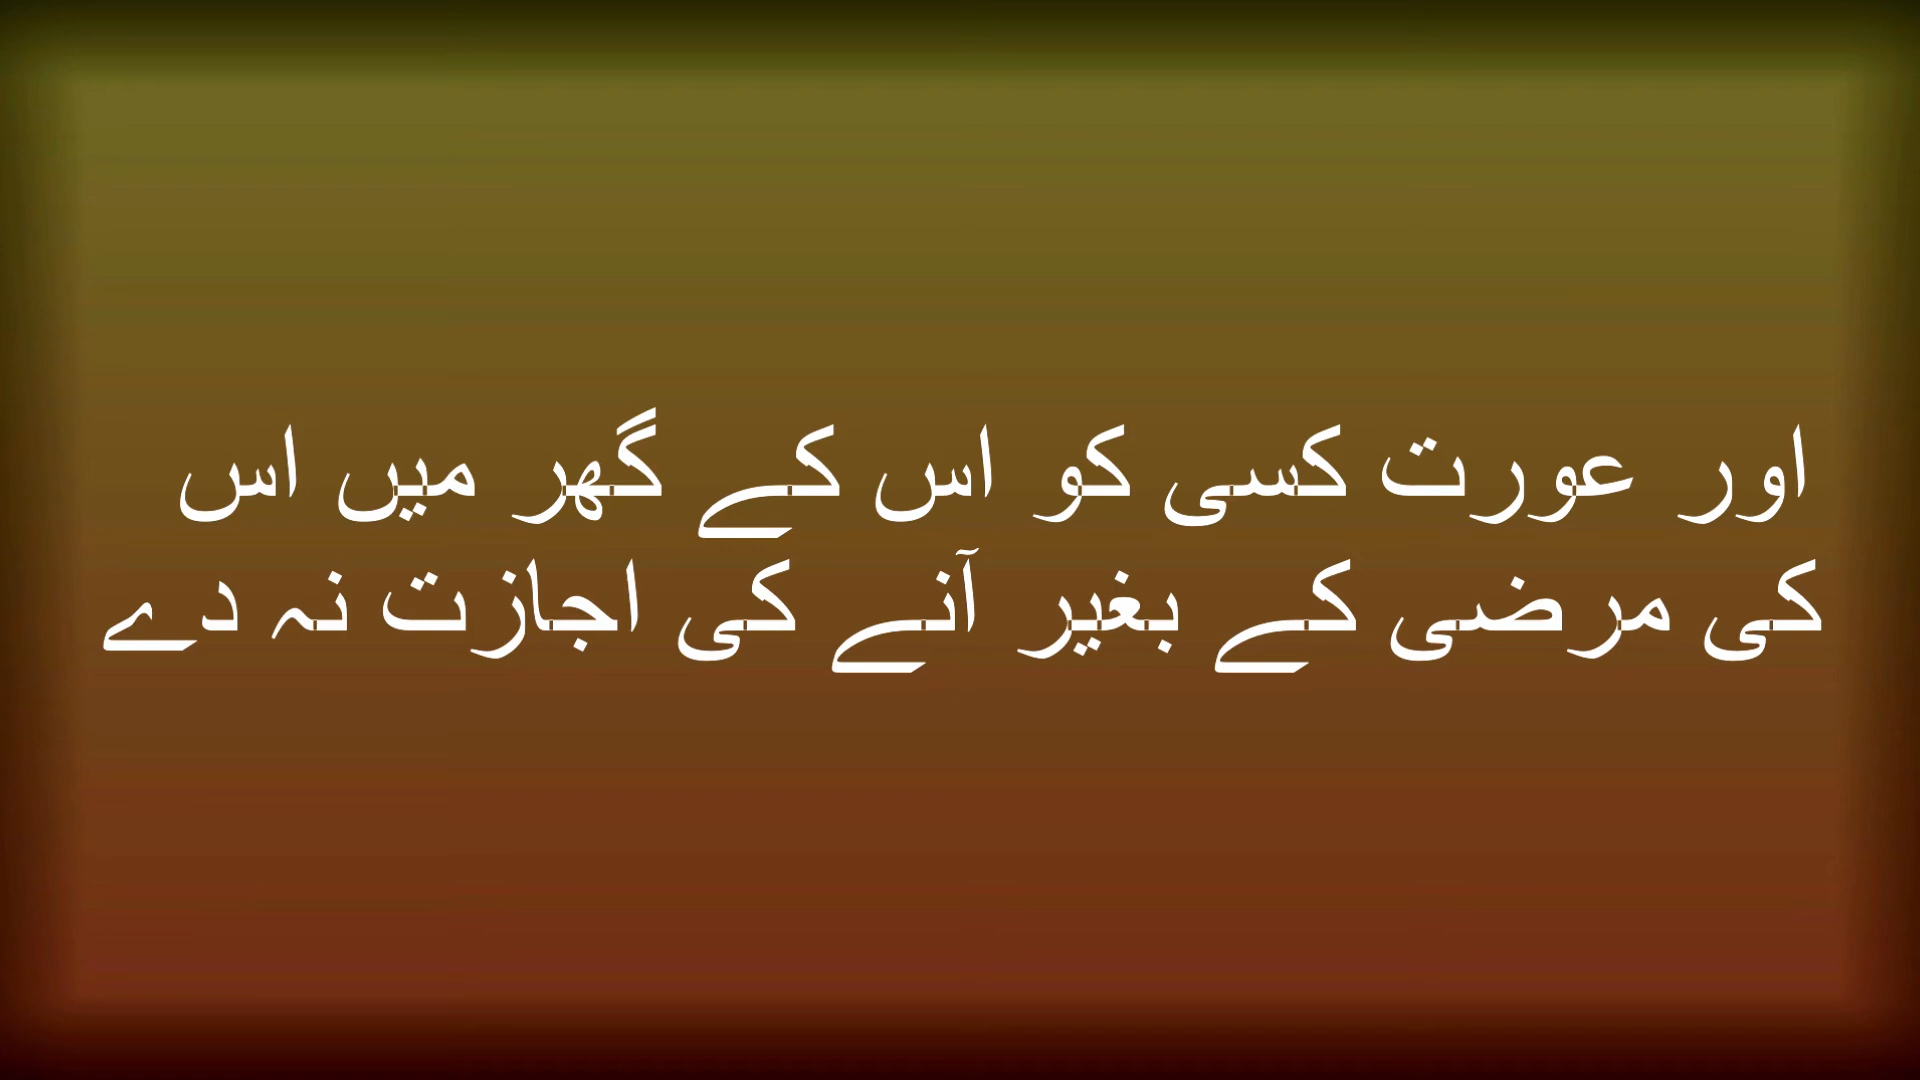 اور عورت کسی کو اس کے گھر میں اس
کی مرضی کے بغیر آنے کی اجازت نہ دے